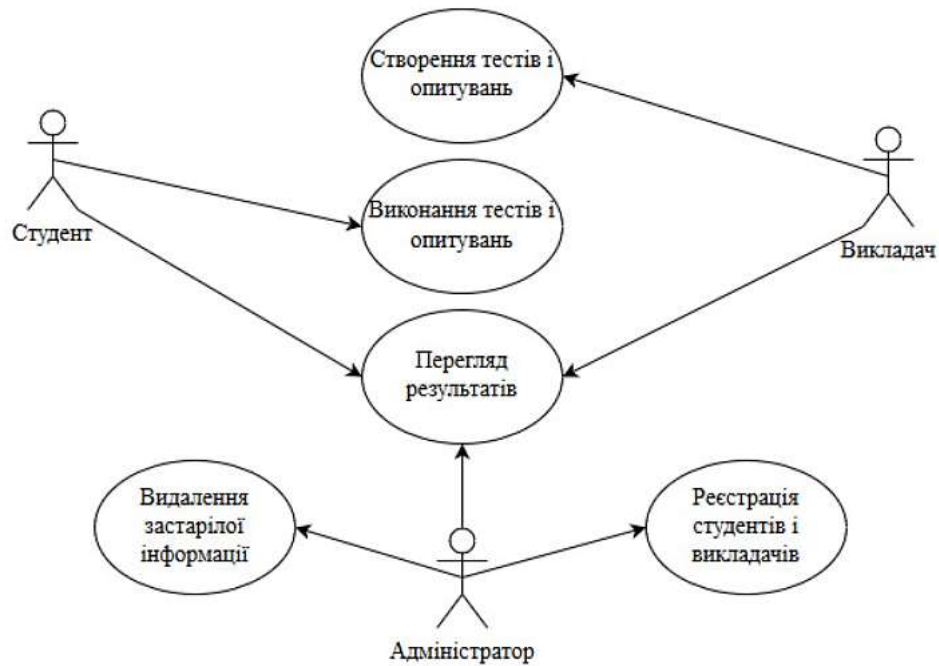 Створення тестів і
опитувань
Студент
Виконання тестів і
опитувань
Викладач
Перегляд
результатів
Видалення
застарілої
інформації
Реєстрація
студентів і
викладачів
Адміністратор